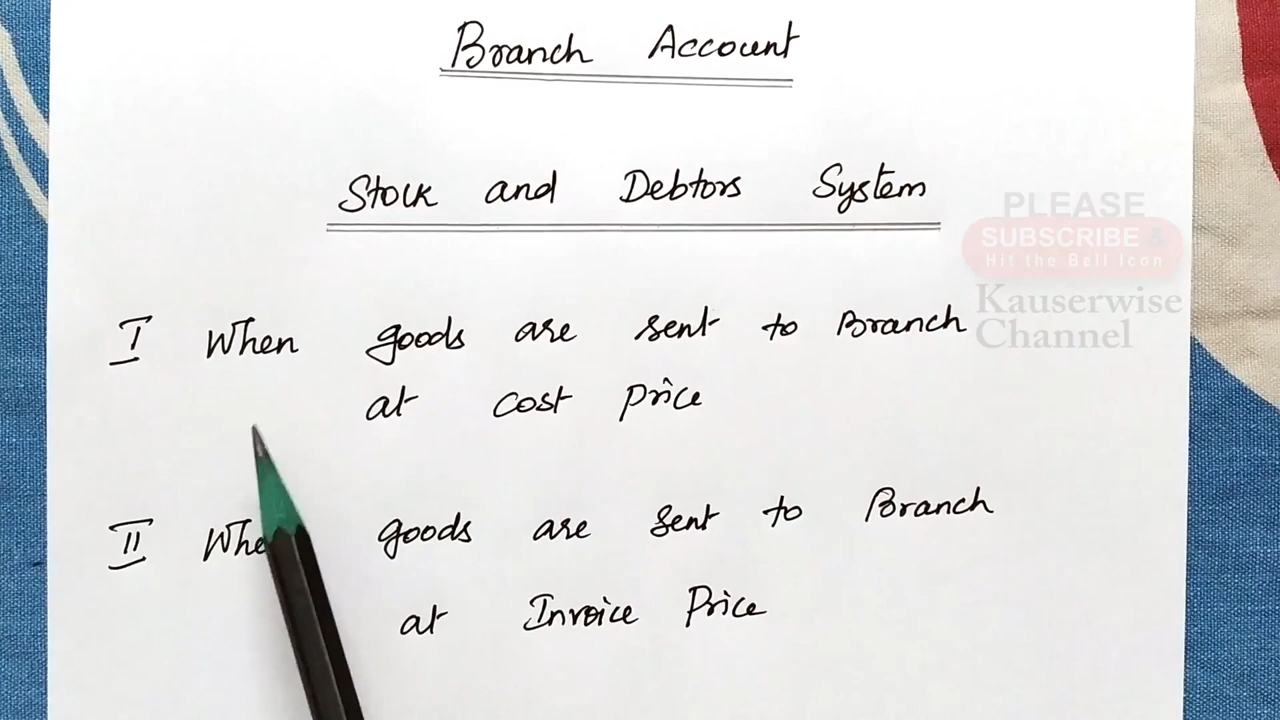 Branch Account
Stock and Debtors System
PLEASE
SUBSCRIBE &
Hit the Bell Icon
Kauserwise
Channel
I When goods are sent to Branch
at cost price
II Whe goods are sent to Branch
at Invoice Price